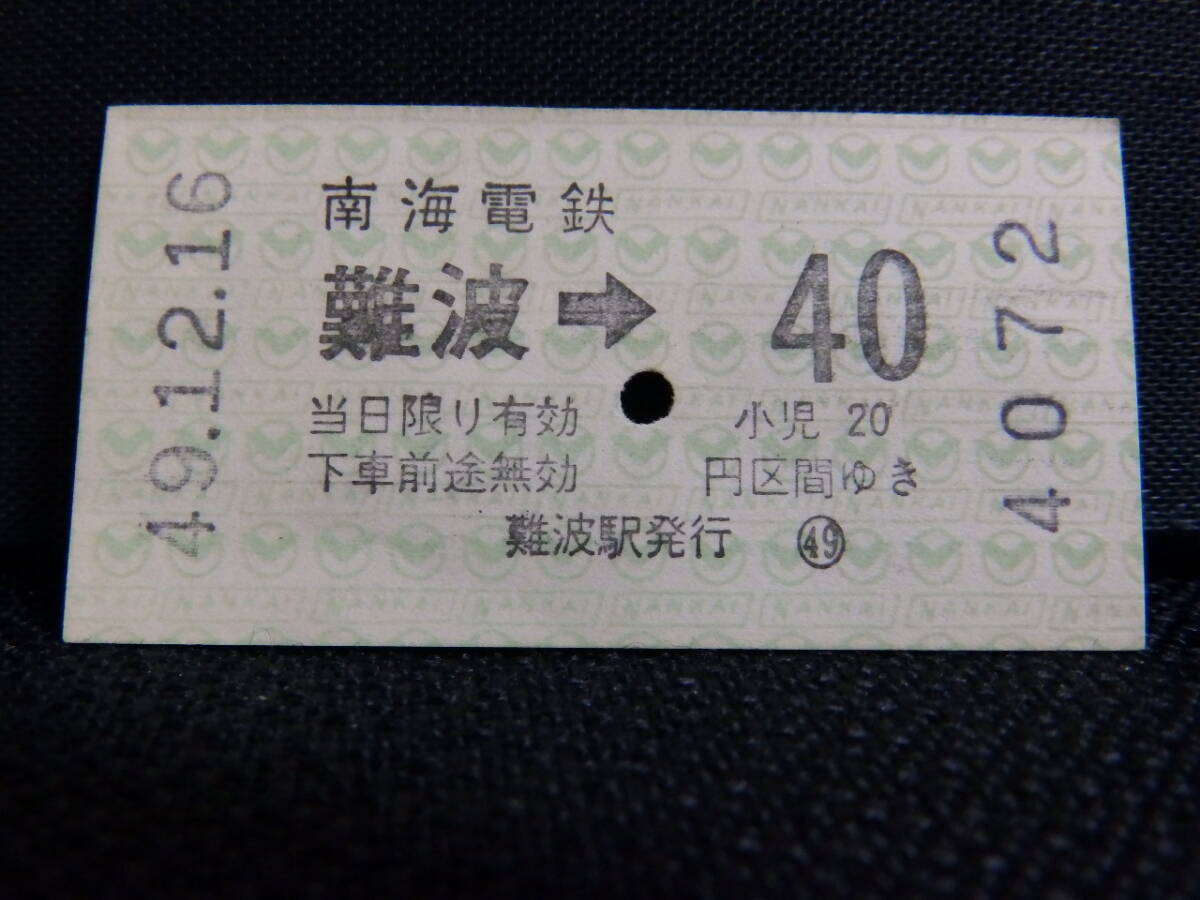 49.12.16
南海電鉄
難波➡ 40
当日限り有効 小児 20
下車前途無効 円区間ゆき
難波駅発行 ㊾
4072
NANKAI